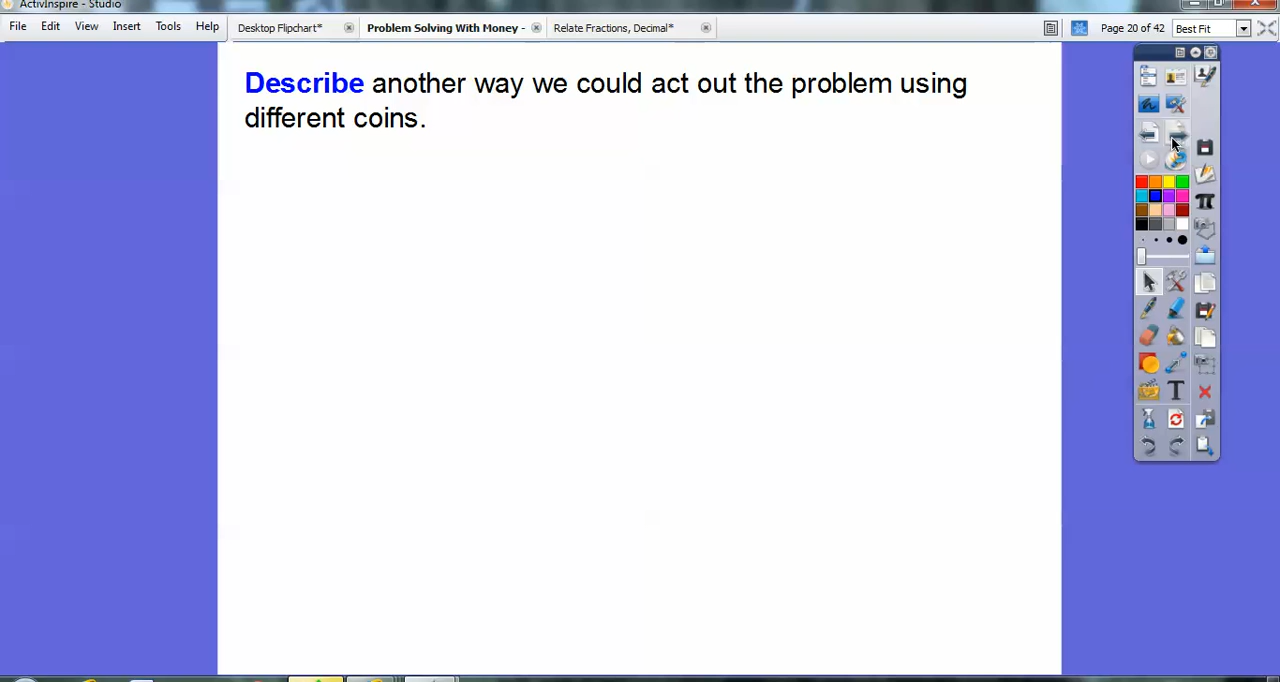 ActivInspire - Studio
File Edit View Insert Tools Help
Desktop Flipchart* Problem Solving With Money - Relate Fractions, Decimal* Page 20 of 42 Best Fit
Describe another way we could act out the problem using
different coins.
T